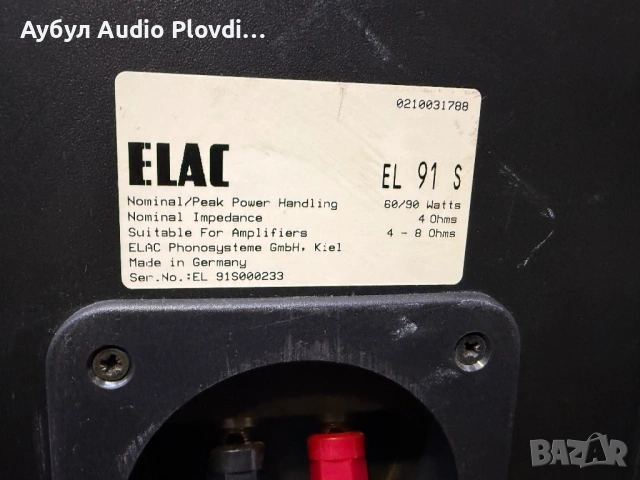 Аубул Audio Plovdi...
0210031788
ELAC EL 91 S
Nominal/Peak Power Handling 60/90 Watts
Nominal Impedance 4 Ohms
Suitable For Amplifiers 4 - 8 Ohms
ELAC Phonosysteme GmbH, Kiel
Made in Germany
Ser.No.:EL 91S000233
BAZAR